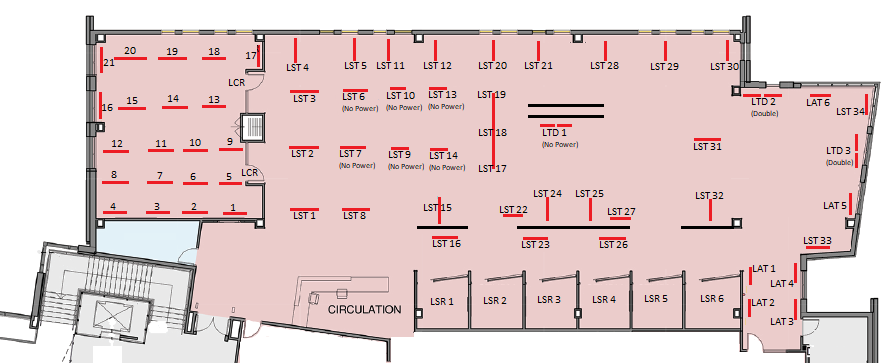 20 19 18 17
21
LST 4 LST 5 LST 11 LST 12 LST 20 LST 21 LST 28 LST 29 LST 30
LCR
16 15 14 13
LST 3 LST 6 LST 10 LST 13 LST 19
(No Power) (No Power) (No Power)
LTD 2 LAT 6 LST 34
(Double)
LST 18 LTD 1
(No Power)
12 11 10 9
LST 2 LST 7 LST 9 LST 14 LST 31 LTD 3
(No Power) (No Power) (No Power) (Double)
LST 17
LCR
8 7 6 5
4 3 2 1
LST 1 LST 8 LST 15 LST 22 LST 24 LST 25 LST 27 LST 32 LAT 5
LST 16 LST 23 LST 26 LST 33
LAT 1
LAT 4
LSR 1 LSR 2 LSR 3 LSR 4 LSR 5 LSR 6
LAT 2
CIRCULATION
LAT 3